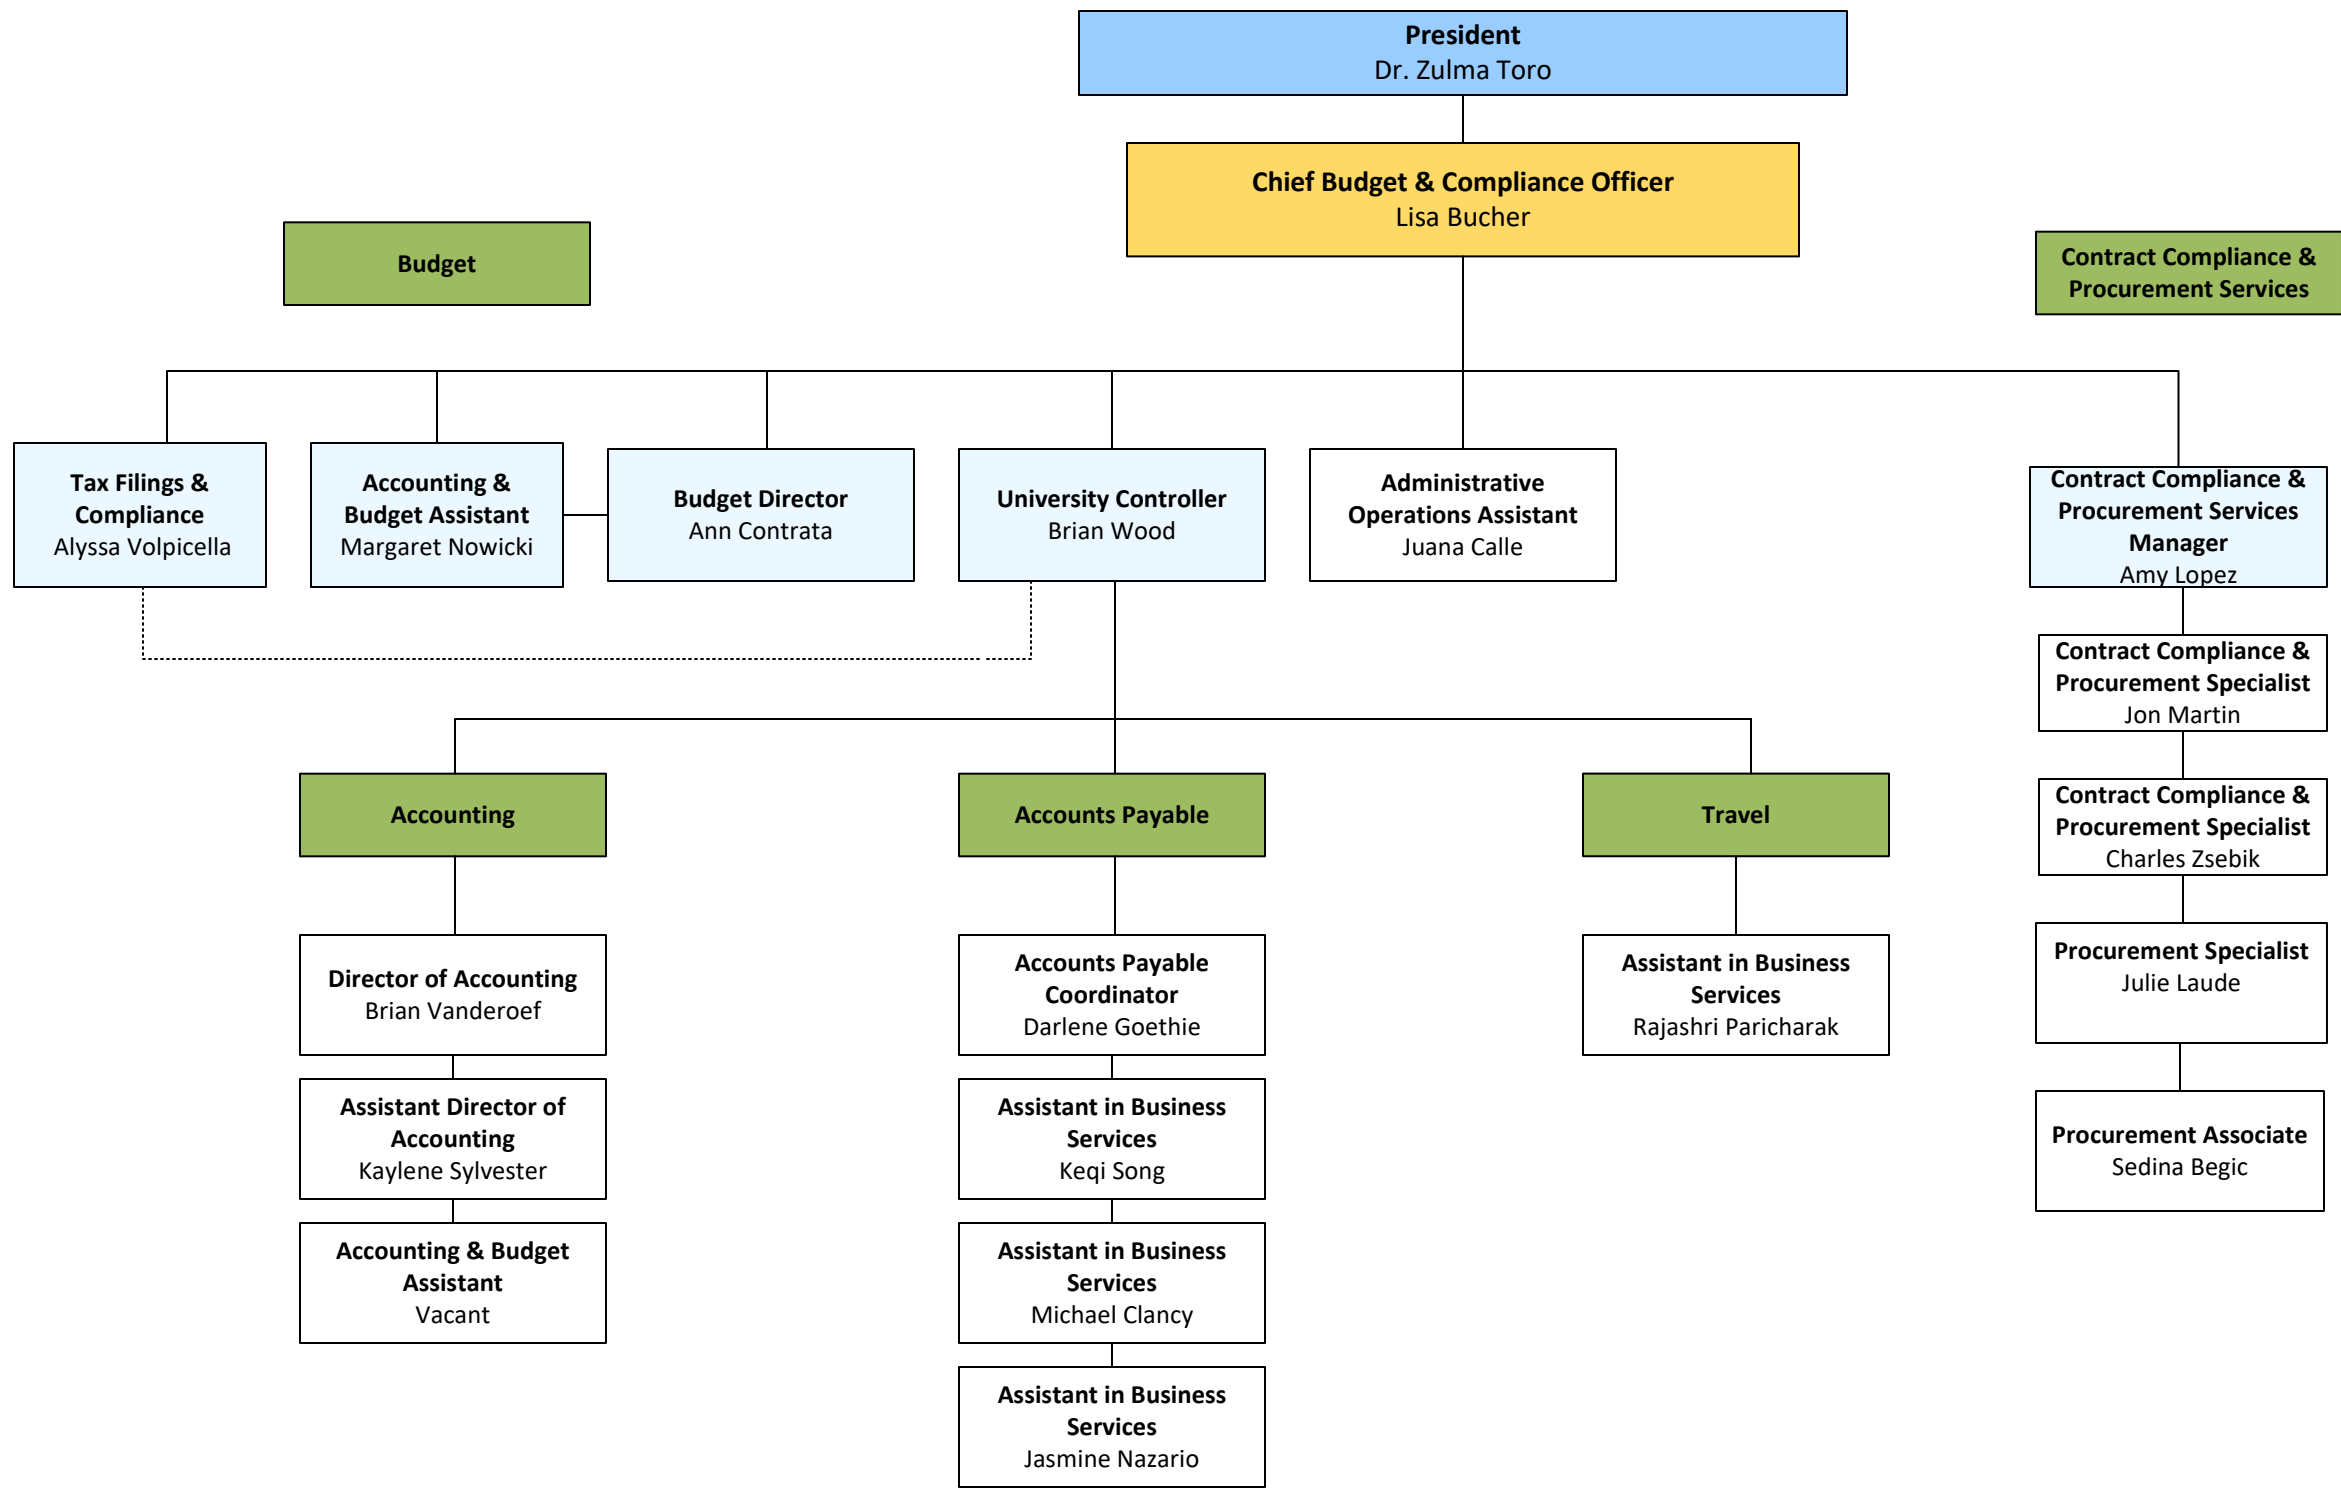 President
Dr. Zulma Toro
Chief Budget & Compliance Officer
Lisa Bucher
Budget
Contract Compliance &
Procurement Services
Tax Filings &
Compliance
Alyssa Volpicella
Accounting &
Budget Assistant
Margaret Nowicki
Budget Director
Ann Contrata
University Controller
Brian Wood
Administrative
Operations Assistant
Juana Calle
Contract Compliance &
Procurement Services
Manager
Amy Lopez
Contract Compliance &
Procurement Specialist
Jon Martin
Contract Compliance &
Procurement Specialist
Charles Zsebik
Procurement Specialist
Julie Laude
Procurement Associate
Sedina Begic
Accounting
Director of Accounting
Brian Vanderoef
Assistant Director of
Accounting
Kaylene Sylvester
Accounting & Budget
Assistant
Vacant
Accounts Payable
Accounts Payable
Coordinator
Darlene Goethie
Assistant in Business
Services
Keqi Song
Assistant in Business
Services
Michael Clancy
Assistant in Business
Services
Jasmine Nazario
Travel
Assistant in Business
Services
Rajashri Paricharak